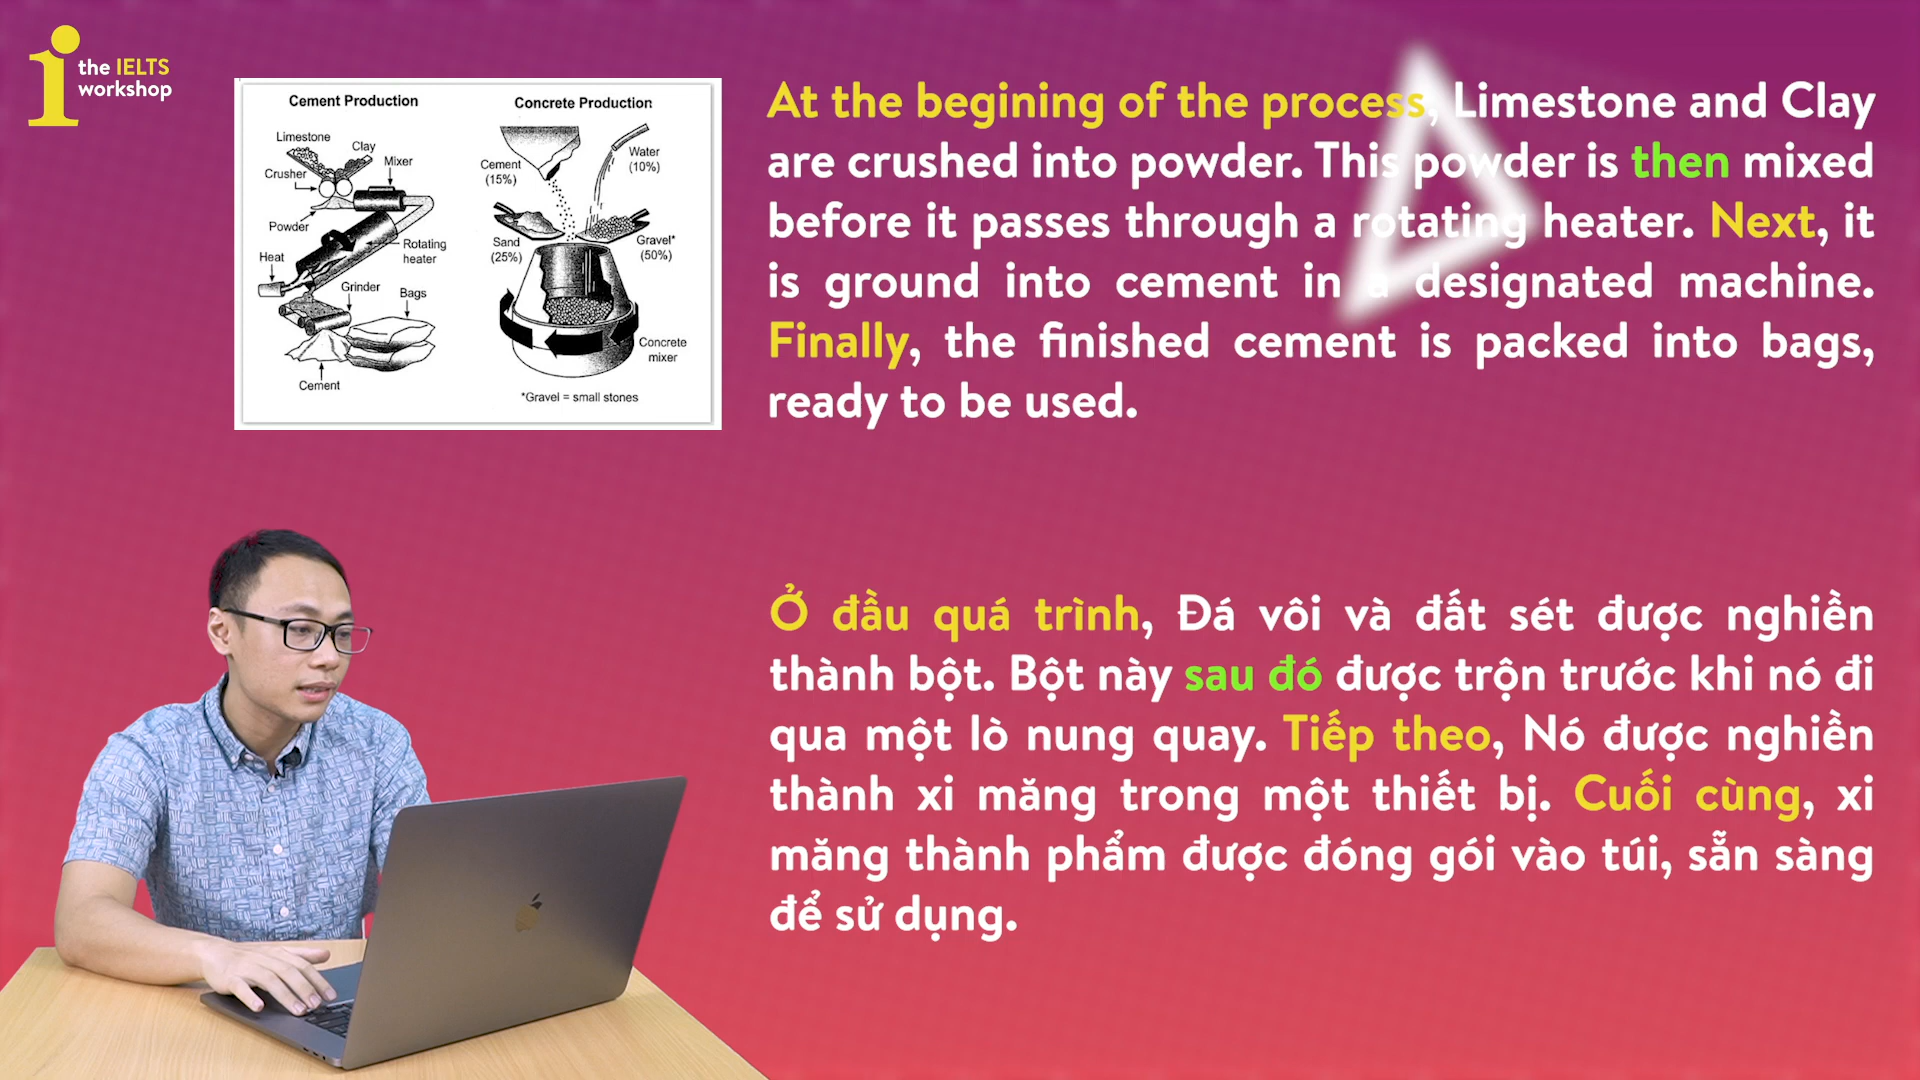 the IELTS
workshop
Cement Production
Limestone
Clay
Mixer
Crusher
Powder
Rotating
heater
Heat
Grinder
Bags
Cement
Concrete Production
Cement
(15%)
Water
(10%)
Sand
(25%)
Gravel*
(50%)
Concrete
mixer
*Gravel = small stones
At the begining of the process, Limestone and Clay
are crushed into powder. This powder is then mixed
before it passes through a rotating heater. Next, it
is ground into cement in a designated machine.
Finally, the finished cement is packed into bags,
ready to be used.
Ở đầu quá trình, Đá vôi và đất sét được nghiền
thành bột. Bột này sau đó được trộn trước khi nó đi
qua một lò nung quay. Tiếp theo, Nó được nghiền
thành xi măng trong một thiết bị. Cuối cùng, xi
măng thành phẩm được đóng gói vào túi, sẵn sàng
để sử dụng.